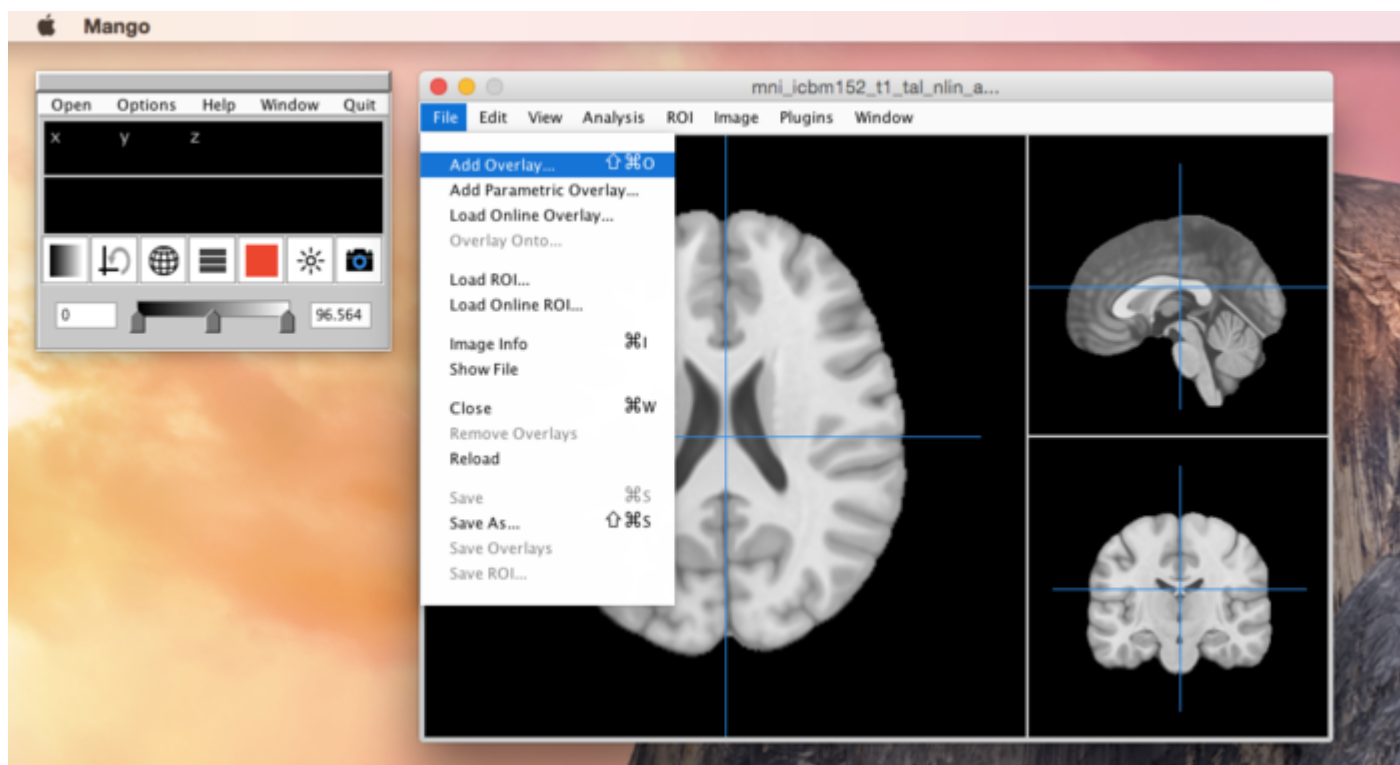 Mango
Open Options Help Window Quit
x y z
0 96.564
mni_icbm152_t1_tal_nlin_a...
File Edit View Analysis ROI Image Plugins Window
Add Overlay... ⇧⌘O
Add Parametric Overlay...
Load Online Overlay...
Overlay Onto...
Load ROI...
Load Online ROI...
Image Info ⌘I
Show File
Close ⌘W
Remove Overlays
Reload
Save ⌘S
Save As... ⇧⌘S
Save Overlays
Save ROI...